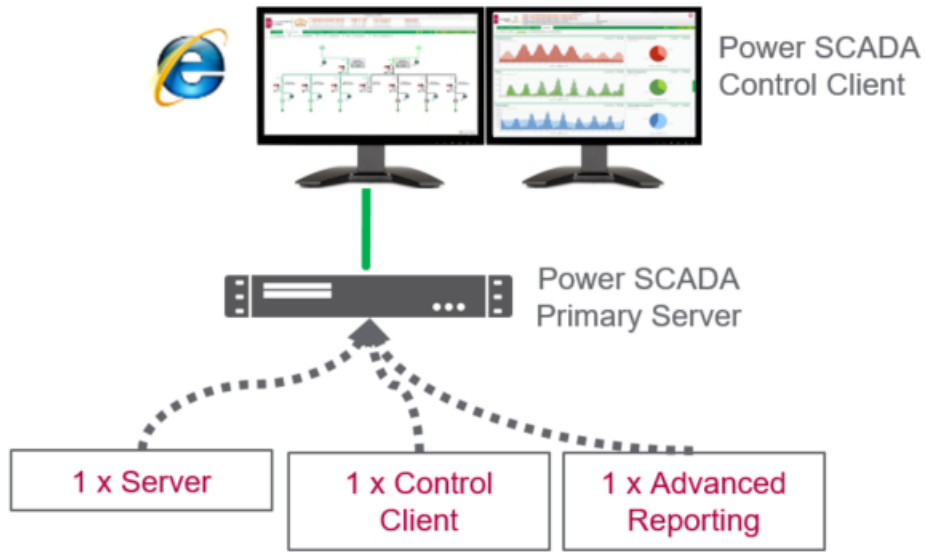 Power SCADA
Control Client
Power SCADA
Primary Server
1 x Server
1 x Control
Client
1 x Advanced
Reporting